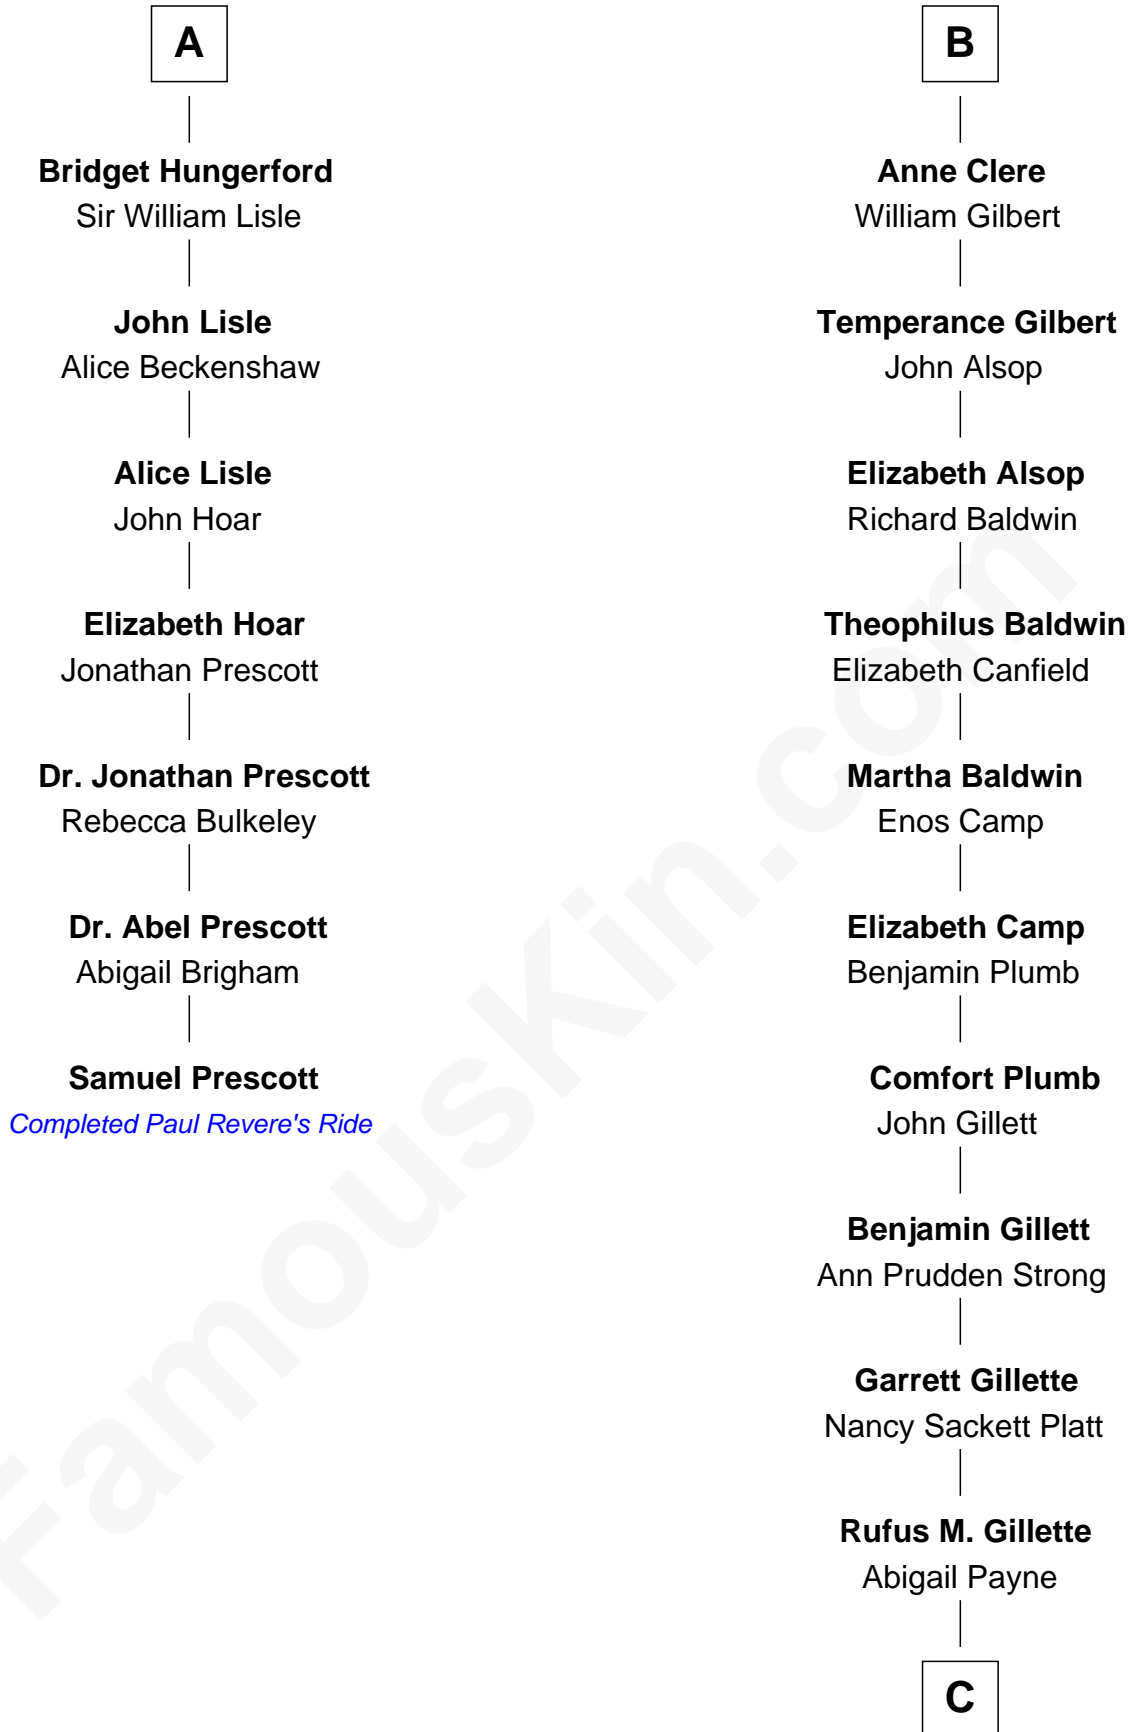 A
Bridget Hungerford
Sir William Lisle
John Lisle
Alice Beckenshaw
Alice Lisle
John Hoar
Elizabeth Hoar
Jonathan Prescott
Dr. Jonathan Prescott
Rebecca Bulkeley
Dr. Abel Prescott
Abigail Brigham
Samuel Prescott
Completed Paul Revere's Ride
B
Anne Clere
William Gilbert
Temperance Gilbert
John Alsop
Elizabeth Alsop
Richard Baldwin
Theophilus Baldwin
Elizabeth Canfield
Martha Baldwin
Enos Camp
Elizabeth Camp
Benjamin Plumb
Comfort Plumb
John Gillett
Benjamin Gillett
Ann Prudden Strong
Garrett Gillette
Nancy Sackett Platt
Rufus M. Gillette
Abigail Payne
C
FamousKin.com